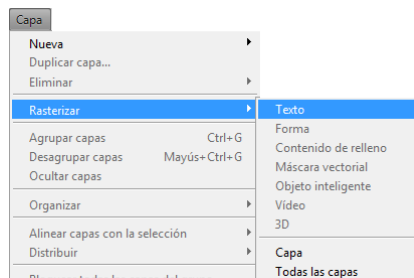 Capa
Nueva
Duplicar capa...
Eliminar
Rasterizar
Texto
Forma
Contenido de relleno
Máscara vectorial
Objeto inteligente
Vídeo
3D
Capa
Todas las capas
Agrupar capas Ctrl+G
Desagrupar capas Mayús+Ctrl+G
Ocultar capas
Organizar
Alinear capas con la selección
Distribuir